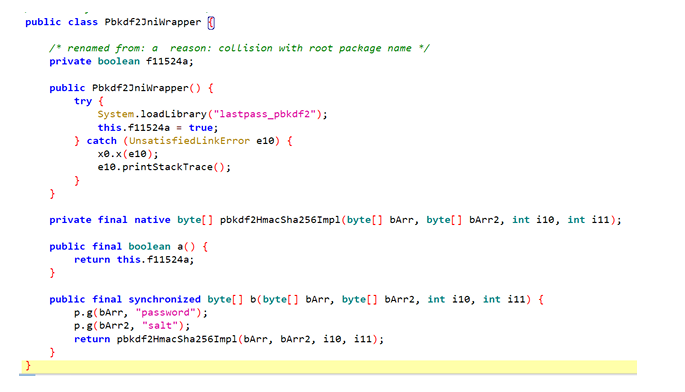 public class Pbkdf2JniWrapper {
/* renamed from: a  reason: collision with root package name */
private boolean f11524a;
public Pbkdf2JniWrapper() {
try {
System.loadLibrary("lastpass_pbkdf2");
this.f11524a = true;
} catch (UnsatisfiedLinkError e10) {
x0.x(e10);
e10.printStackTrace();
}
}
private final native byte[] pbkdf2HmacSha256Impl(byte[] bArr, byte[] bArr2, int i10, int i11);
public final boolean a() {
return this.f11524a;
}
public final synchronized byte[] b(byte[] bArr, byte[] bArr2, int i10, int i11) {
p.g(bArr, "password");
p.g(bArr2, "salt");
return pbkdf2HmacSha256Impl(bArr, bArr2, i10, i11);
}
}